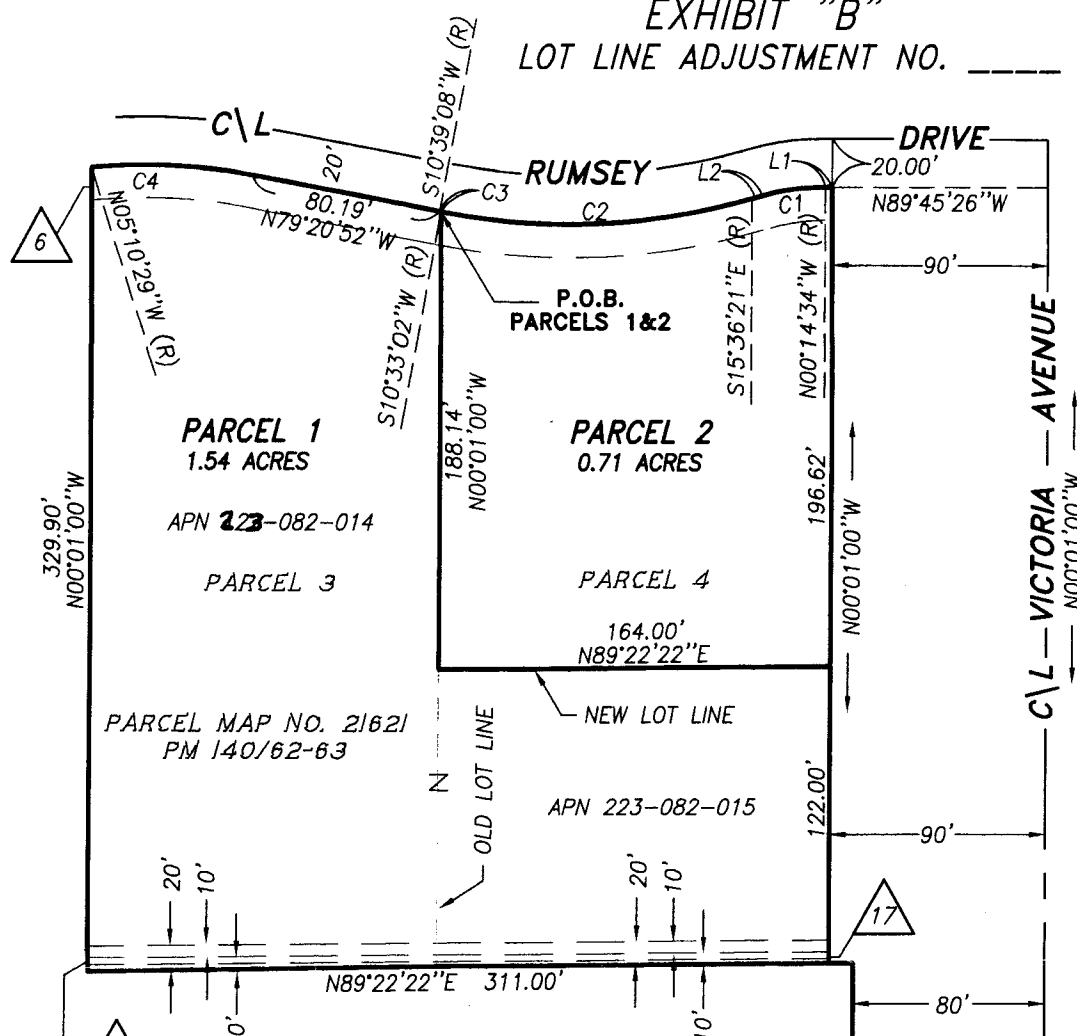 EXHIBIT "B"
LOT LINE ADJUSTMENT NO. ____
C\L
RUMSEY
DRIVE
S10°39'08"W (R)
20'
C4
80.19'
N79°20'52"W
C3
C2
L2
L1
C1
20.00'
N89°45'26"W
6
N05°10'29"W (R)
S10°33'02"W (R)
P.O.B.
PARCELS 1&2
S15°36'21"E (R)
N00°14'34"W (R)
90'
PARCEL 1
1.54 ACRES
APN 223-082-014
PARCEL 3
188.14'
N00°01'00"W
PARCEL 2
0.71 ACRES
PARCEL 4
196.62'
N00°01'00"W
C\L VICTORIA AVENUE
N00°01'00"W
329.90'
N00°01'00"W
164.00'
N89°22'22"E
NEW LOT LINE
PARCEL MAP NO. 21621
PM 140/62-63
N
OLD LOT LINE
APN 223-082-015
122.00'
90'
20'
10'
20'
10'
17
N89°22'22"E 311.00'
80'
10'